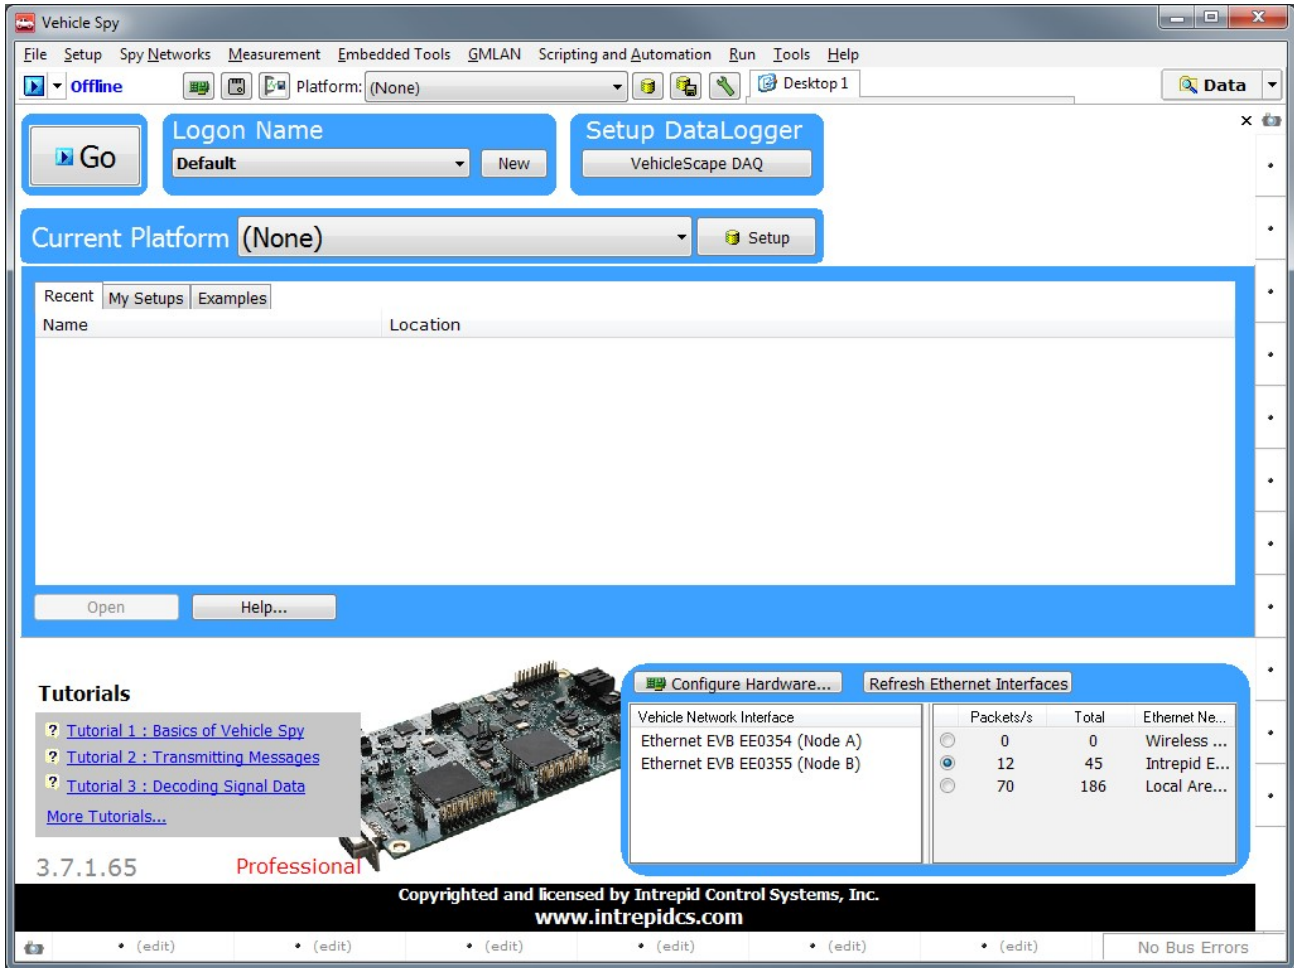 Vehicle Spy
File Setup Spy Networks Measurement Embedded Tools GMLAN Scripting and Automation Run Tools Help
Offline Platform: (None) Desktop 1 Data
Go
Logon Name
Default New
Setup DataLogger
VehicleScape DAQ
Current Platform (None) Setup
Recent My Setups Examples
Name Location
Open Help...
Tutorials
? Tutorial 1 : Basics of Vehicle Spy
? Tutorial 2 : Transmitting Messages
? Tutorial 3 : Decoding Signal Data
More Tutorials...
3.7.1.65 Professional
Configure Hardware... Refresh Ethernet Interfaces
Vehicle Network Interface
Ethernet EVB EE0354 (Node A)
Ethernet EVB EE0355 (Node B)
Packets/s Total Ethernet Ne...
0 0 Wireless ...
12 45 Intrepid E...
70 186 Local Are...
Copyrighted and licensed by Intrepid Control Systems, Inc.
www.intrepidcs.com
(edit) (edit) (edit) (edit) (edit) (edit) No Bus Errors